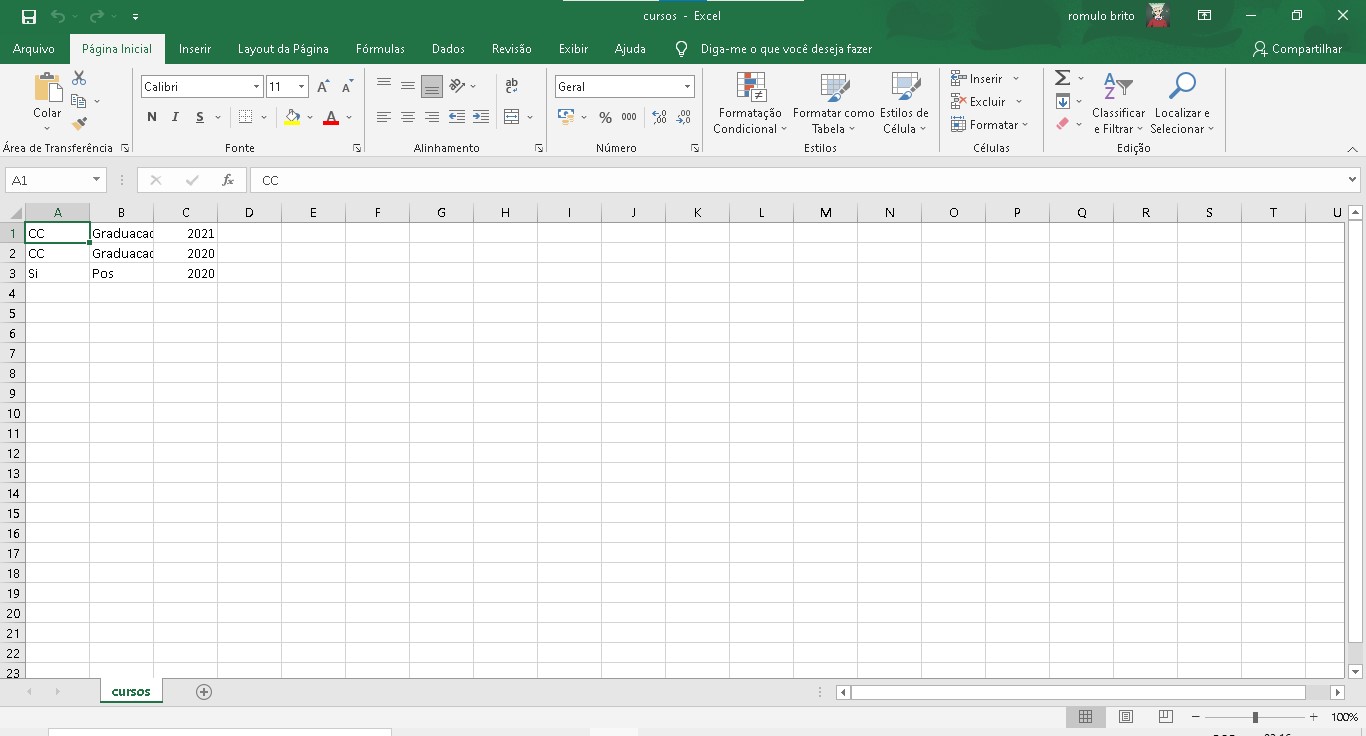 cursos - Excel
romulo brito
Arquivo Página Inicial Inserir Layout da Página Fórmulas Dados Revisão Exibir Ajuda Diga-me o que você deseja fazer Compartilhar
Colar
Calibri 11
N I S
ab
Geral
% 000
Formatação Condicional
Formatar como Tabela
Estilos de Célula
Inserir
Excluir
Formatar
Classificar e Filtrar
Localizar e Selecionar
Área de Transferência Fonte Alinhamento Número Estilos Células Edição
A1 fx CC
A B C D E F G H I J K L M N O P Q R S T U
1 CC Graduacac 2021
2 CC Graduacac 2020
3 Si Pos 2020
4
5
6
7
8
9
10
11
12
13
14
15
16
17
18
19
20
21
22
23
cursos
100%